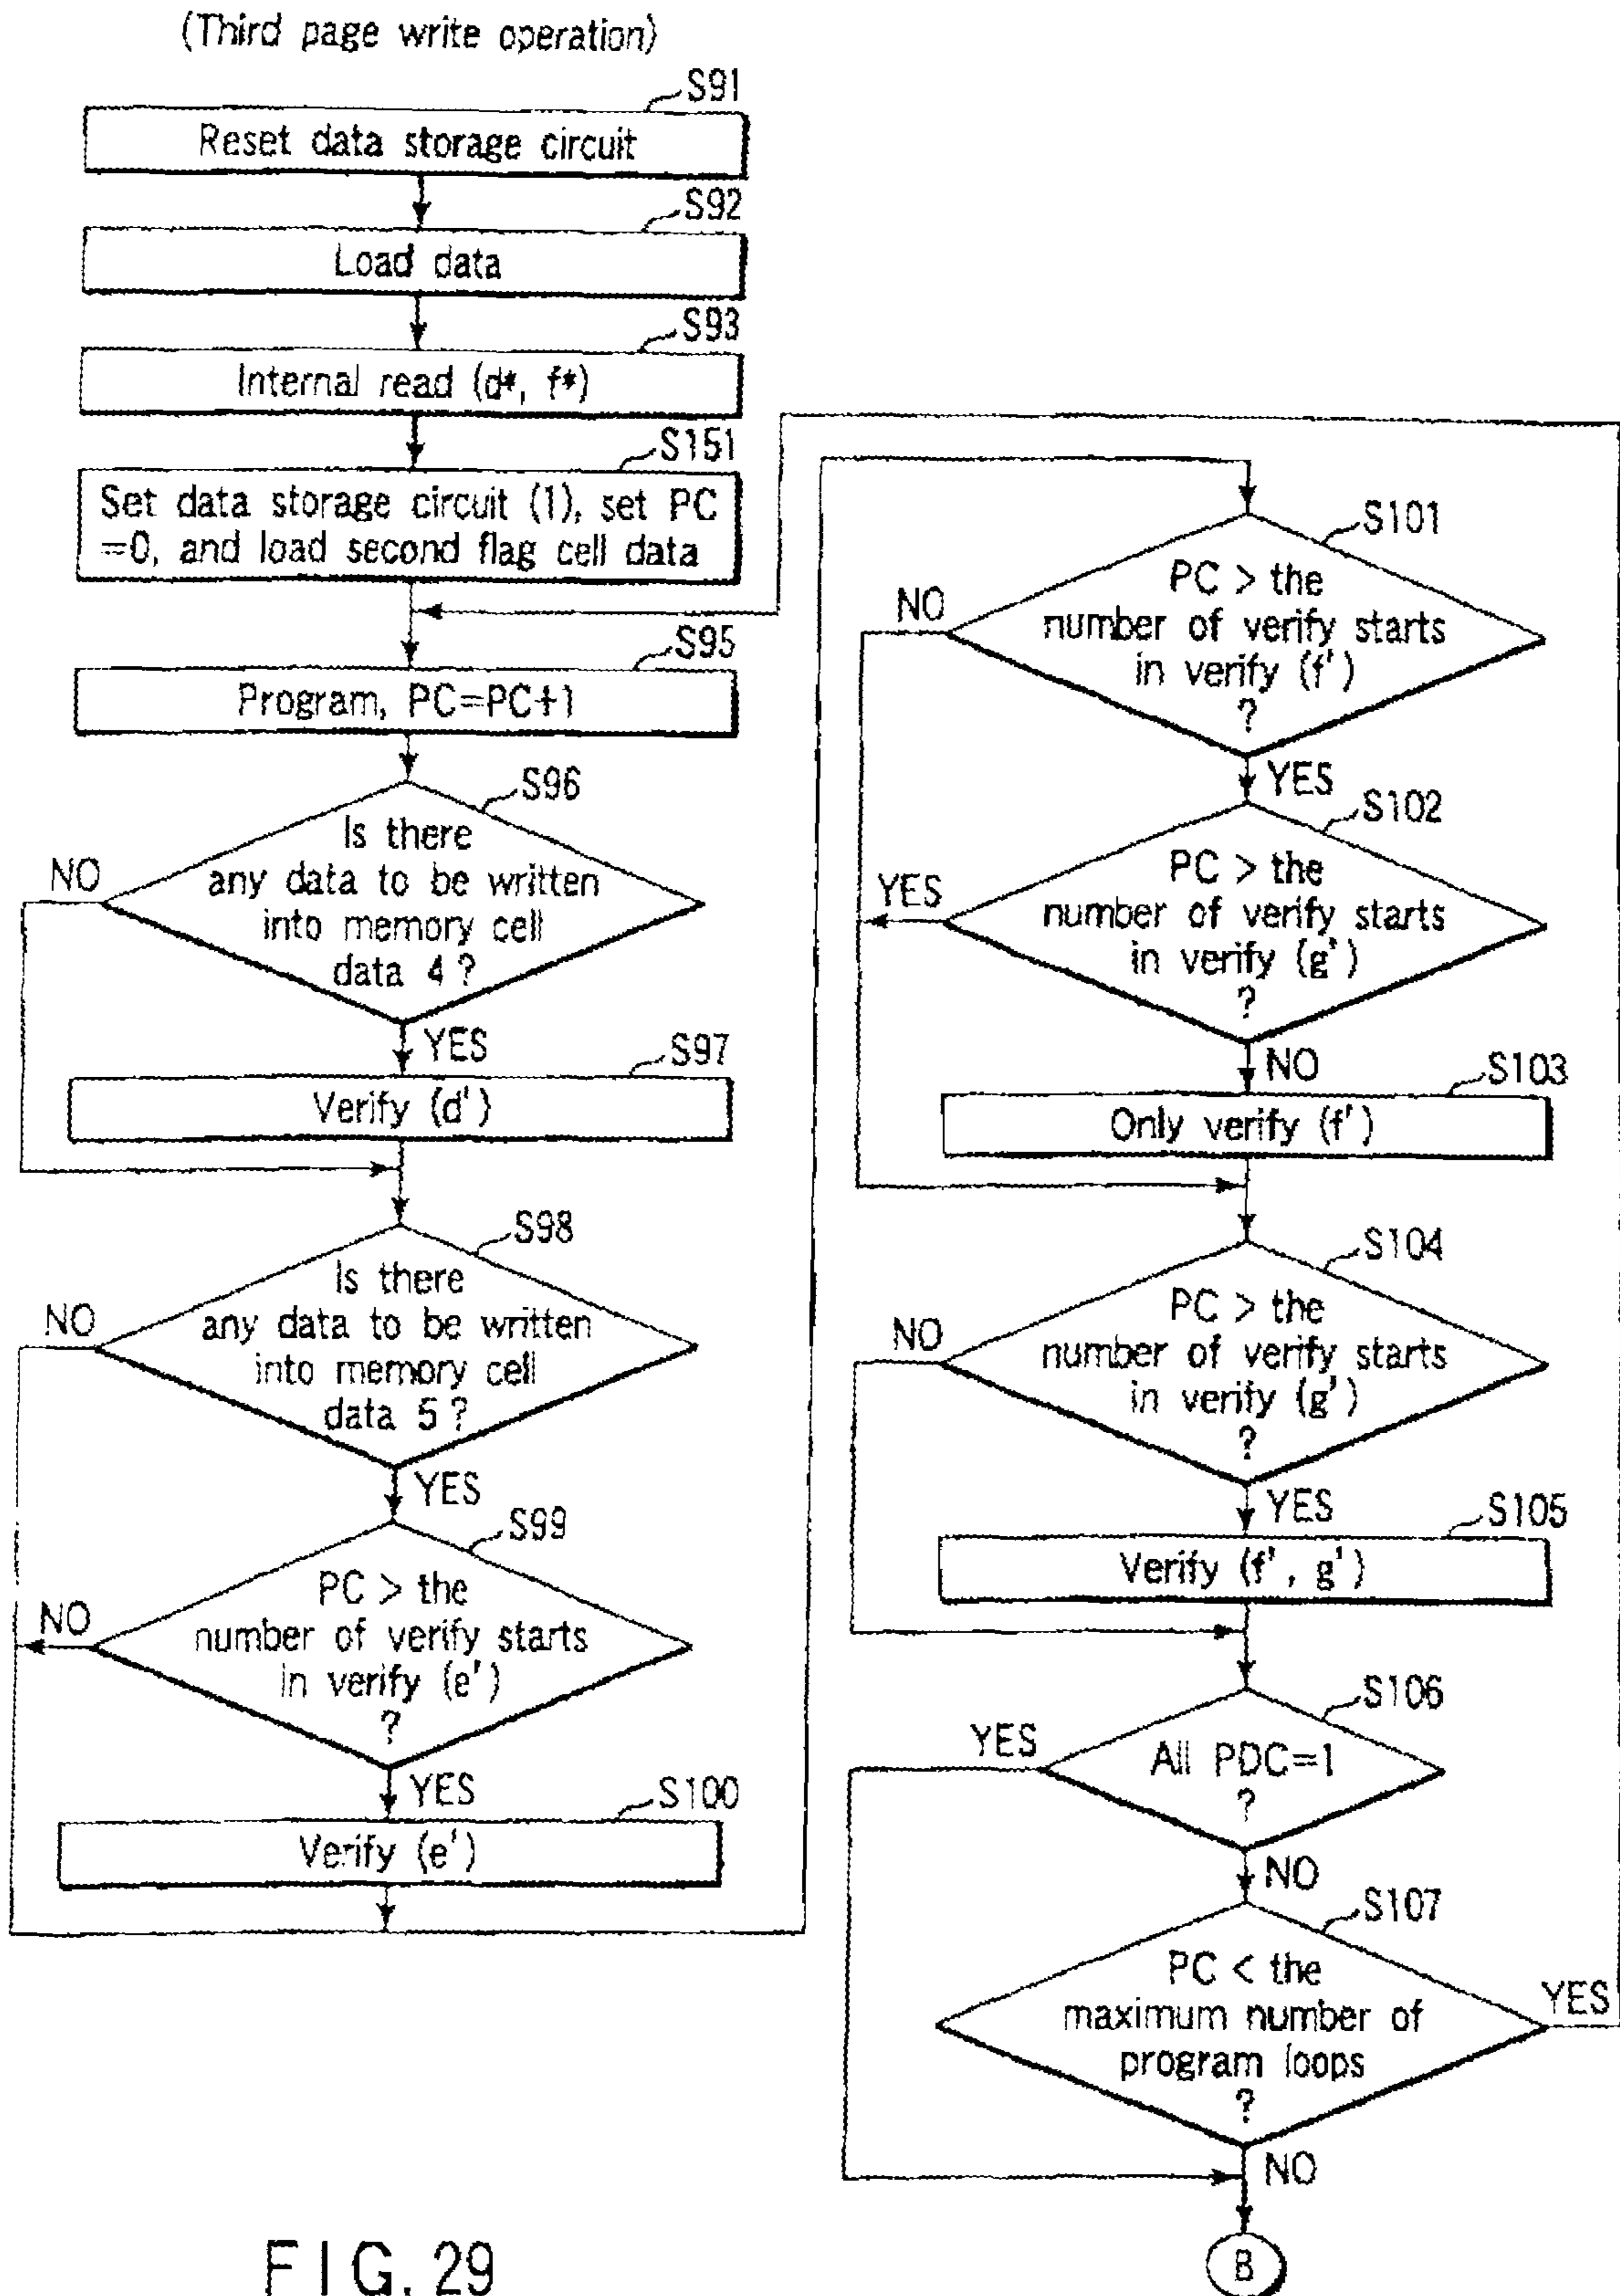 (Third page write operation)
S91
Reset data storage circuit
S92
Load data
S93
Internal read (d*, f*)
S151
Set data storage circuit (1), set PC
=0, and load second flag cell data
S95
Program, PC=PC+1
S96
Is there
any data to be written
into memory cell
data 4 ?
NO
YES
S97
Verify (d')
S98
Is there
any data to be written
into memory cell
data 5 ?
NO
YES
S99
PC > the
number of verify starts
in verify (e')
?
NO
YES
S100
Verify (e')
S101
PC > the
number of verify starts
in verify (f')
?
NO
YES
S102
PC > the
number of verify starts
in verify (g')
?
YES
NO
S103
Only verify (f')
S104
PC > the
number of verify starts
in verify (g')
?
NO
YES
S105
Verify (f', g')
S106
All PDC=1
?
YES
NO
S107
PC < the
maximum number of
program loops
?
YES
NO
B
FIG. 29